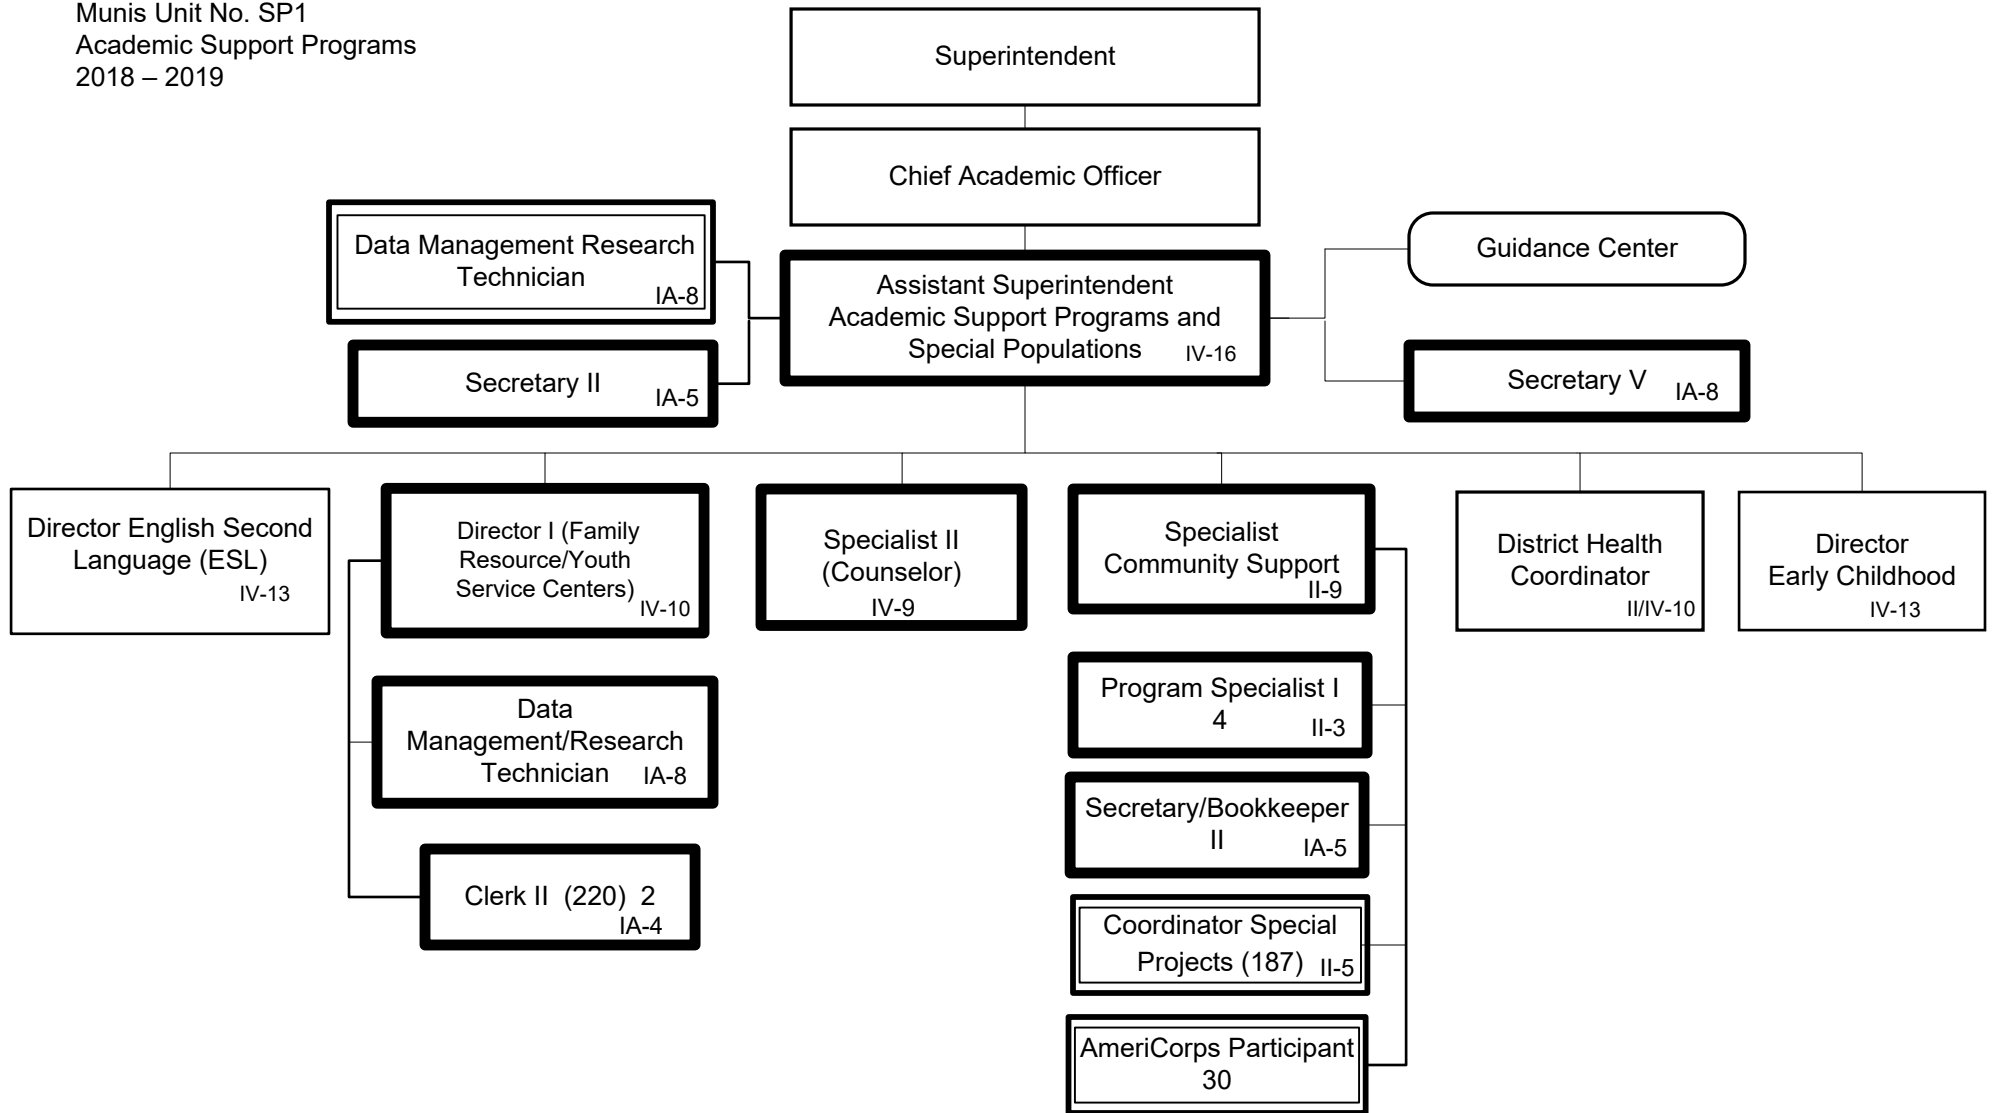 Munis Unit No. SP1
Academic Support Programs
2018 – 2019
Superintendent
Chief Academic Officer
Data Management Research
Technician
IA-8
Secretary II
IA-5
Assistant Superintendent
Academic Support Programs and
Special Populations IV-16
Guidance Center
Secretary V IA-8
Director English Second
Language (ESL)
IV-13
Director I (Family
Resource/Youth
Service Centers) IV-10
Specialist II
(Counselor)
IV-9
Specialist
Community Support
II-9
District Health
Coordinator
II/IV-10
Director
Early Childhood
IV-13
Data
Management/Research
Technician IA-8
Clerk II (220) 2
IA-4
Program Specialist I
4 II-3
Secretary/Bookkeeper
II IA-5
Coordinator Special
Projects (187) II-5
AmeriCorps Participant
30